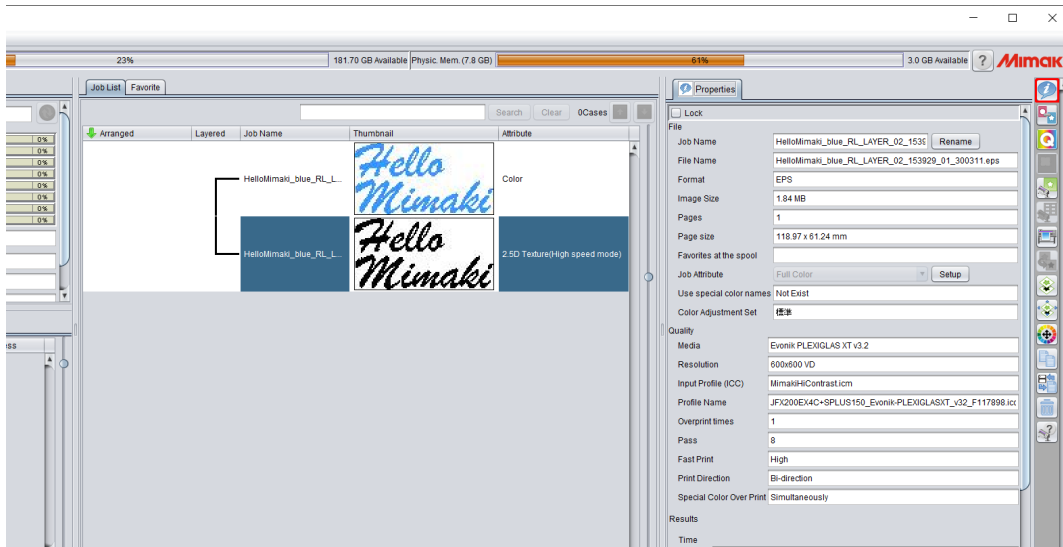 23%
181.70 GB Available
Physic. Mem. (7.8 GB)
61%
3.0 GB Available
?
Mimak
Job List
Favorite
Search
Clear
0Cases
Arranged
Layered
Job Name
Thumbnail
Attribute
HelloMimaki_blue_RL_L...
Hello
Mimaki
Color
HelloMimaki_blue_RL_L...
Hello
Mimaki
2.5D Texture(High speed mode)
0%
0%
0%
0%
0%
0%
0%
0%
ss
Properties
Lock
File
Job Name HelloMimaki_blue_RL_LAYER_02_1539 Rename
File Name HelloMimaki_blue_RL_LAYER_02_153929_01_300311.eps
Format EPS
Image Size 1.84 MB
Pages 1
Page size 118.97 x 61.24 mm
Favorites at the spool
Job Attribute Full Color Setup
Use special color names Not Exist
Color Adjustment Set 標準
Quality
Media Evonik PLEXIGLAS XT v3.2
Resolution 600x600 VD
Input Profile (ICC) MimakiHiContrast.icm
Profile Name JFX200EX4C+SPLUS150_Evonik-PLEXIGLASXT_v32_F117898.icc
Overprint times 1
Pass 8
Fast Print High
Print Direction Bi-direction
Special Color Over Print Simultaneously
Results
Time